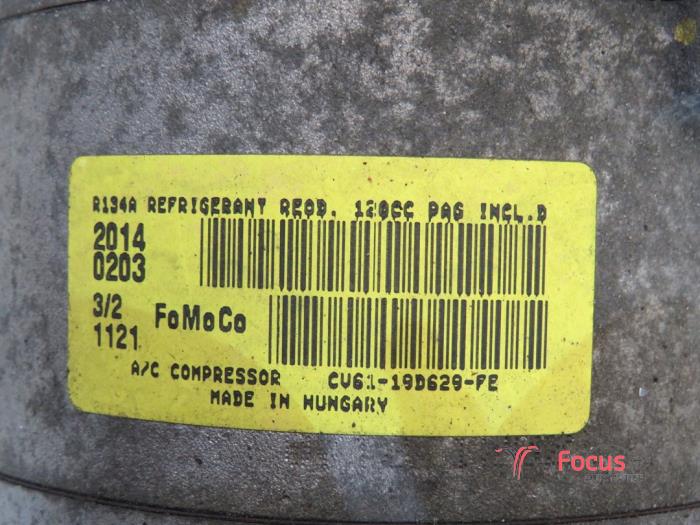 R134A REFRIGERANT REQD. 120CC PAG INCL.D
2014
0203
3/2
1121
FoMoCo
A/C COMPRESSOR CV61-19D629-FE
MADE IN HUNGARY
Focus